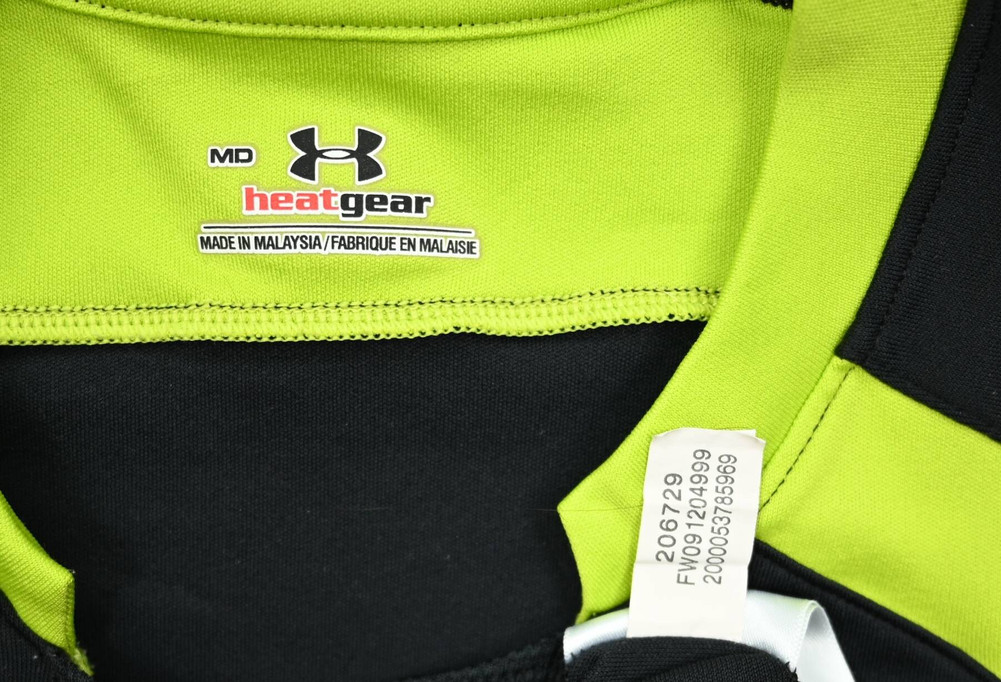 MD
heatgear
MADE IN MALAYSIA/FABRIQUE EN MALAISIE
206729
FW091204999
2000053785969